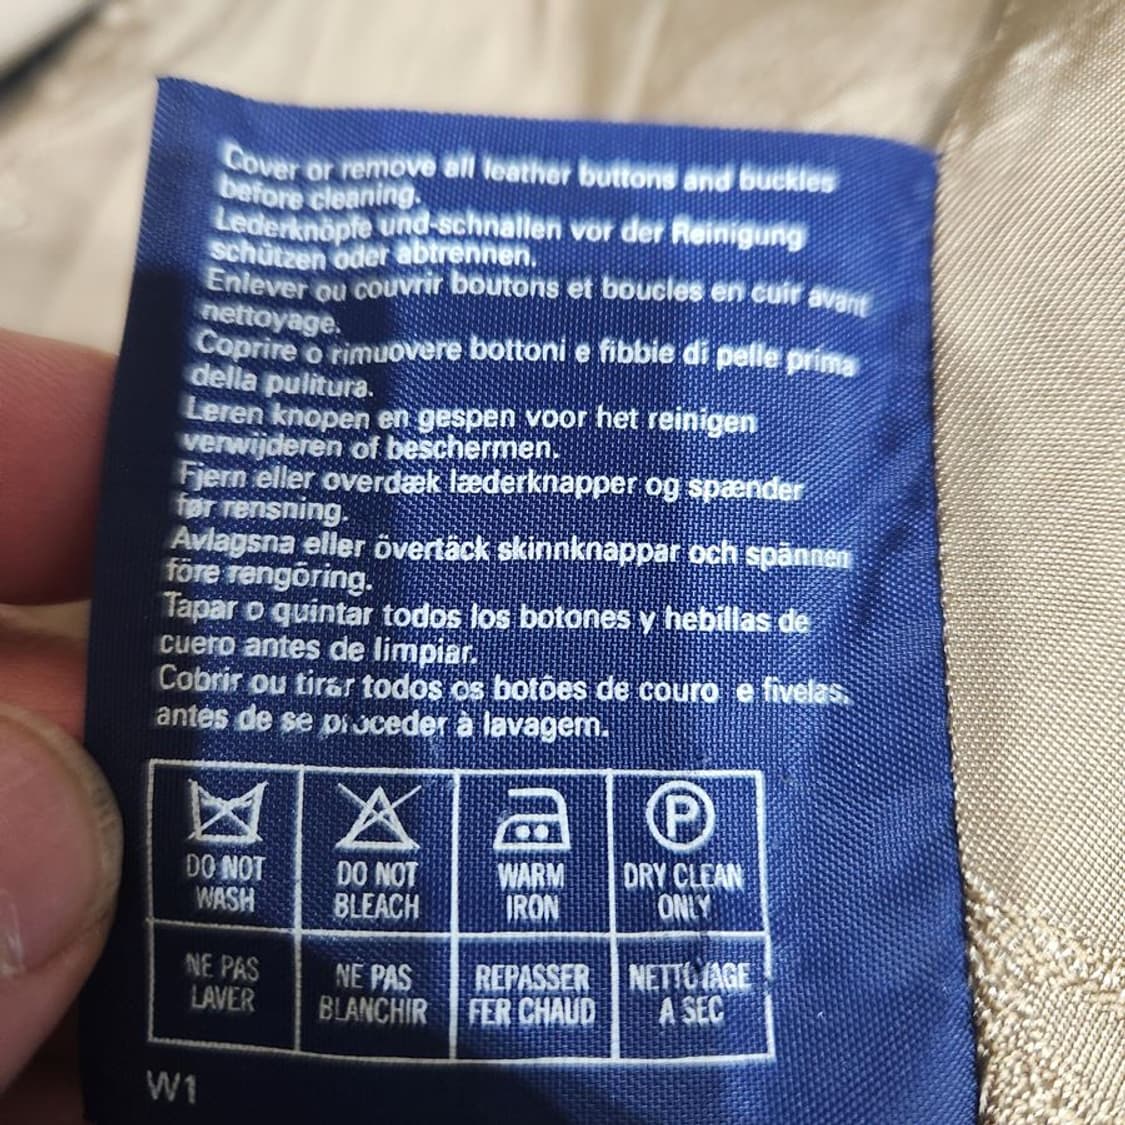 Cover or remove all leather buttons and buckles
before cleaning.
Lederknöpfe und-schnallen vor der Reinigung
schützen oder abtrennen.
Enlever ou couvrir boutons et boucles en cuir avant
nettoyage.
Coprire o rimuovere bottoni e fibbie di pelle prima
della pulitura.
Leren knopen en gespen voor het reinigen
verwijderen of beschermen.
Fjern eller overdæk læderknapper og spænder
før rensning.
Avlagsna eller övertäck skinnknappar och spännen
före rengöring.
Tapar o quintar todos los botones y hebillas de
cuero antes de limpiar.
Cobrir ou tirar todos os botões de couro e fivelas,
antes de se proceder à lavagem.
P
DO NOT
WASH
DO NOT
BLEACH
WARM
IRON
DRY CLEAN
ONLY
NE PAS
LAVER
NE PAS
BLANCHIR
REPASSER
FER CHAUD
NETTOYAGE
A SEC
W1